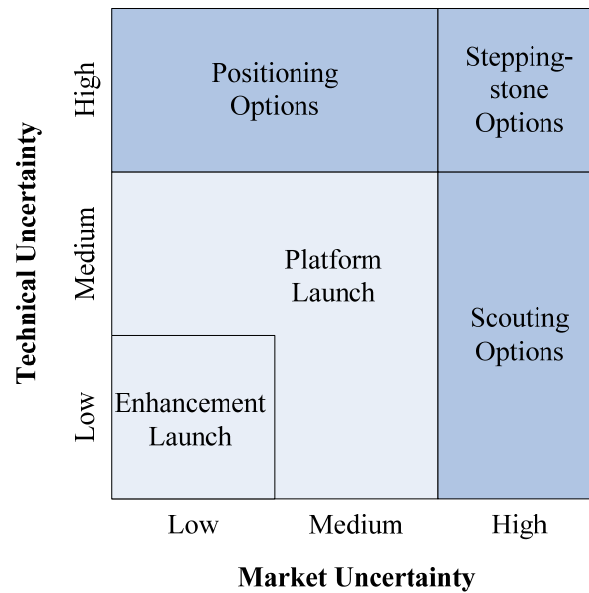 Technical Uncertainty
High
Medium
Low
Positioning
Options
Stepping-
stone
Options
Platform
Launch
Scouting
Options
Enhancement
Launch
Low
Medium
High
Market Uncertainty